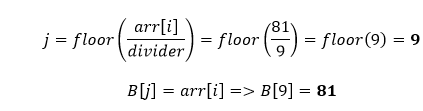 j = floor(arr[i]/divider) = floor(81/9) = floor(9) = 9
B[j] = arr[i] => B[9] = 81